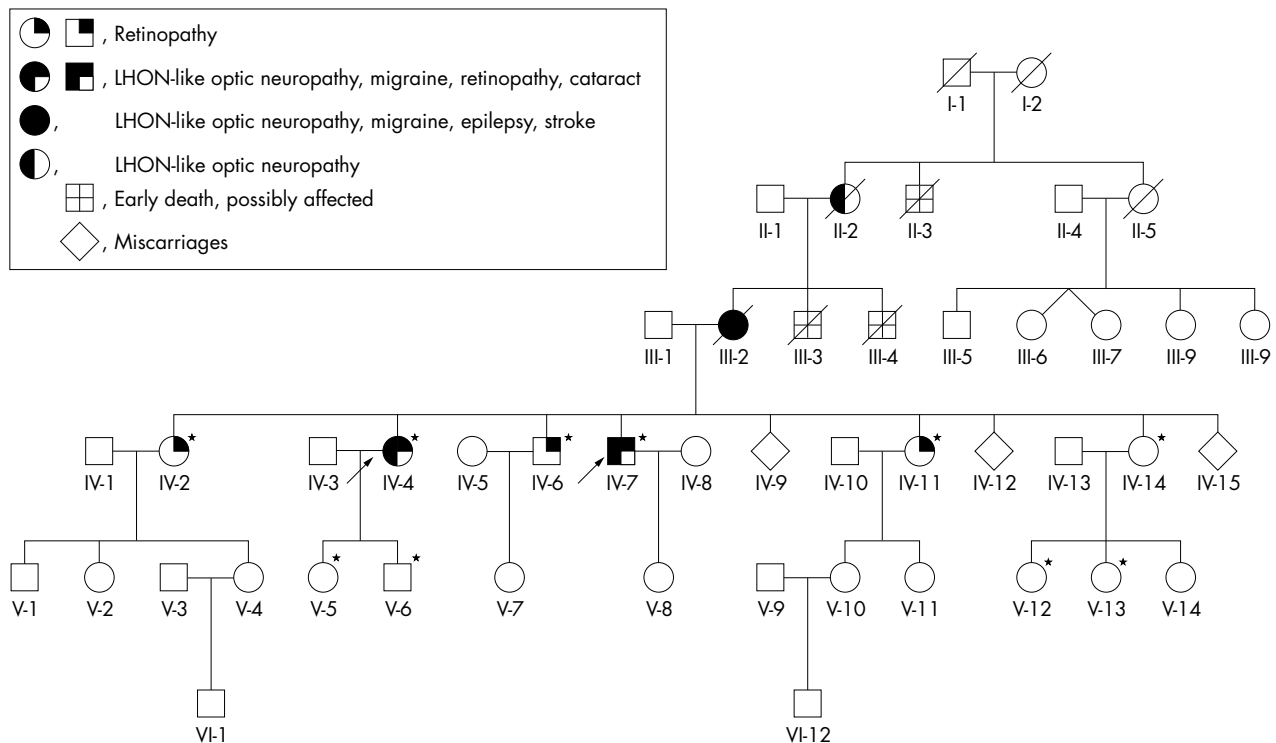 , Retinopathy
, LHON-like optic neuropathy, migraine, retinopathy, cataract
, LHON-like optic neuropathy, migraine, epilepsy, stroke
, LHON-like optic neuropathy
, Early death, possibly affected
, Miscarriages
I-1 I-2
II-1 II-2 II-3 II-4 II-5
III-1 III-2 III-3 III-4 III-5 III-6 III-7 III-9 III-9
IV-1 IV-2 IV-3 IV-4 IV-5 IV-6 IV-7 IV-8 IV-9 IV-10 IV-11 IV-12 IV-13 IV-14 IV-15
V-1 V-2 V-3 V-4 V-5 V-6 V-7 V-8 V-9 V-10 V-11 V-12 V-13 V-14
VI-1 VI-12